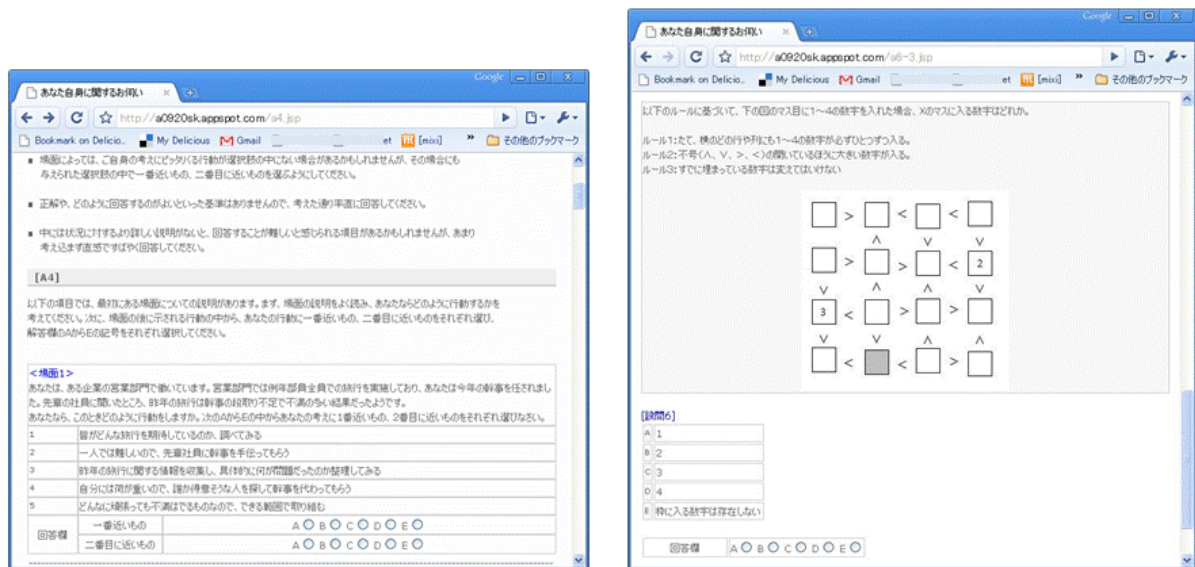 Google
あなた自身に関するお伺い
http://a0920sk.appspot.com/a4.jsp
Bookmark on Delicio... My Delicious Gmail et [mixi] » その他のブックマーク
■ 場面によっては、ご自身の考えにピッタリくる行動が選択肢の中にない場合があるかもしれませんが、その場合にも
与えられた選択肢の中で一番近いもの、二番目に近いものを選ぶようにしてください。
■ 正解や、どのように回答するのがよいといった基準はありませんので、考えた通り率直に回答してください。
■ 中には状況に対するより詳しい説明がないと、回答することが難しいと感じられる項目があるかもしれませんが、あまり
考え込まず直感ですばやく回答してください。
[A4]
以下の項目では、最初にある場面についての説明があります。まず、場面の説明をよく読み、あなたならどのように行動するかを
考えてください。次に、場面の後に示される行動の中から、あなたの行動に一番近いもの、二番目に近いものをそれぞれ選び、
解答欄のAからEの記号をそれぞれ選択してください。
<場面1>
あなたは、ある企業の営業部門で働いています。営業部門では例年部員全員での旅行を実施しており、あなたは今年の幹事を任されまし
た。先輩の社員に聞いたところ、昨年の旅行は幹事の段取り不足で不満の多い結果だったようです。
あなたなら、このときどのように行動をしますか。次のAからEの中からあなたの考えに1番近いもの、2番目に近いものをそれぞれ選びなさい。
1 皆がどんな旅行を期待しているのか、調べてみる
2 一人では難しいので、先輩社員に幹事を手伝ってもらう
3 昨年の旅行に関する情報を収集し、具体的に何が問題だったのか整理してみる
4 自分には荷が重いので、誰か得意そうな人を探して幹事を代わってもらう
5 どんなに頑張っても不満はでるものなので、できる範囲で取り組む
回答欄
一番近いもの A B C D E
二番目に近いもの A B C D E
Google
あなた自身に関するお伺い
http://a0920sk.appspot.com/a6-3.jsp
Bookmark on Delicio... My Delicious Gmail et [mixi] » その他のブックマーク
以下のルールに基づいて、下の図のマス目に1～4の数字を入れた場合、Xのマスに入る数字はどれか。
ルール1:たて、横のどの行や列にも1～4の数字が必ずひとつずつ入る。
ルール2:不等号(∧、∨、>、<)の開いているほうに大きい数字が入る。
ルール3:すでに埋まっている数字は変えてはいけない
> < <
∧ ∨ ∨
> > < 2
∨ ∧ ∧ ∨
3 < > >
∨ ∨ ∧ ∧
< < >
[設問6]
A 1
B 2
C 3
D 4
E 枠に入る数字は存在しない
回答欄 A B C D E